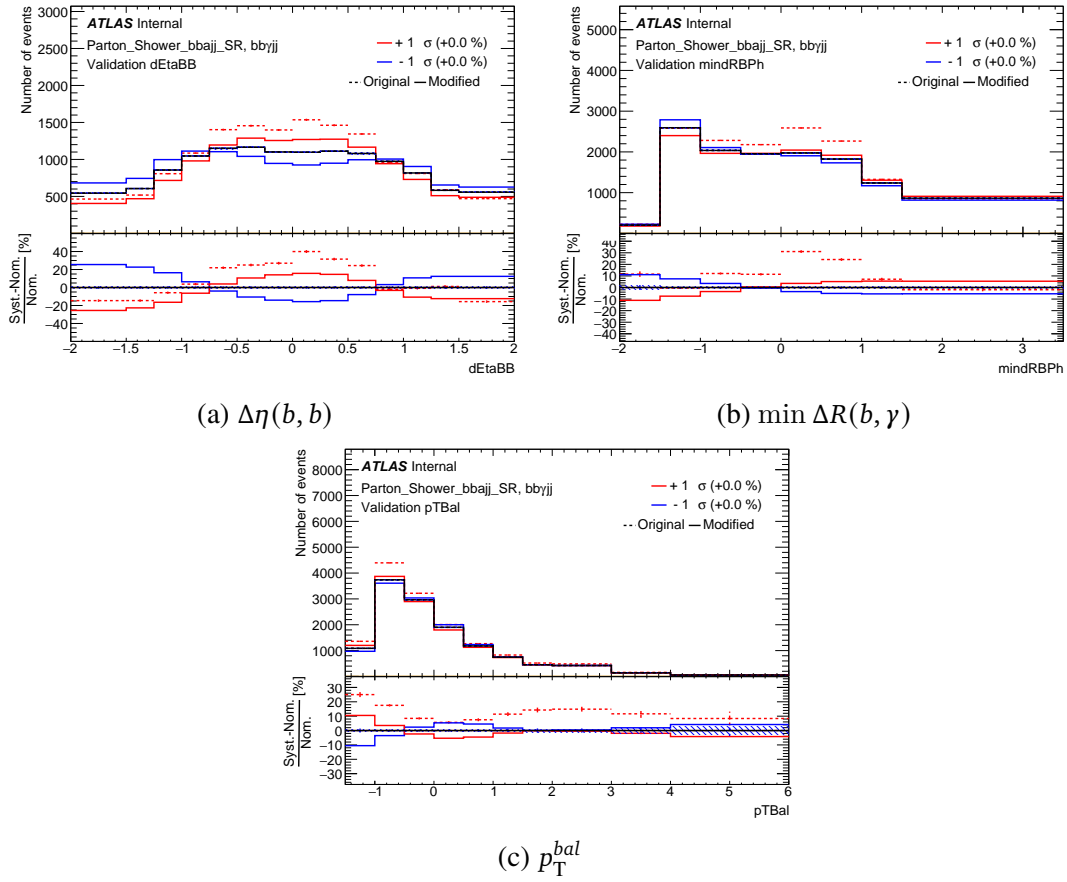 Number of events
3000
2500
2000
1500
1000
500
ATLAS Internal
Parton_Shower_bbajj_SR, bbγjj
Validation dEtaBB
+ 1 σ (+0.0 %)
- 1 σ (+0.0 %)
Original Modified
Syst.-Nom.
Nom.
[%]
40
20
0
−20
−40
−2 −1.5 −1 −0.5 0 0.5 1 1.5 2
dEtaBB
(a) Δη(b, b)
Number of events
5000
4000
3000
2000
1000
ATLAS Internal
Parton_Shower_bbajj_SR, bbγjj
Validation mindRBPh
+ 1 σ (+0.0 %)
- 1 σ (+0.0 %)
Original Modified
Syst.-Nom.
Nom.
[%]
40
30
20
10
0
−10
−20
−30
−40
−2 −1 0 1 2 3
mindRBPh
(b) min ΔR(b, γ)
Number of events
8000
7000
6000
5000
4000
3000
2000
1000
ATLAS Internal
Parton_Shower_bbajj_SR, bbγjj
Validation pTBal
+ 1 σ (+0.0 %)
- 1 σ (+0.0 %)
Original Modified
Syst.-Nom.
Nom.
[%]
30
20
10
0
−10
−20
−30
−1 0 1 2 3 4 5 6
pTBal
(c) p_T^{bal}